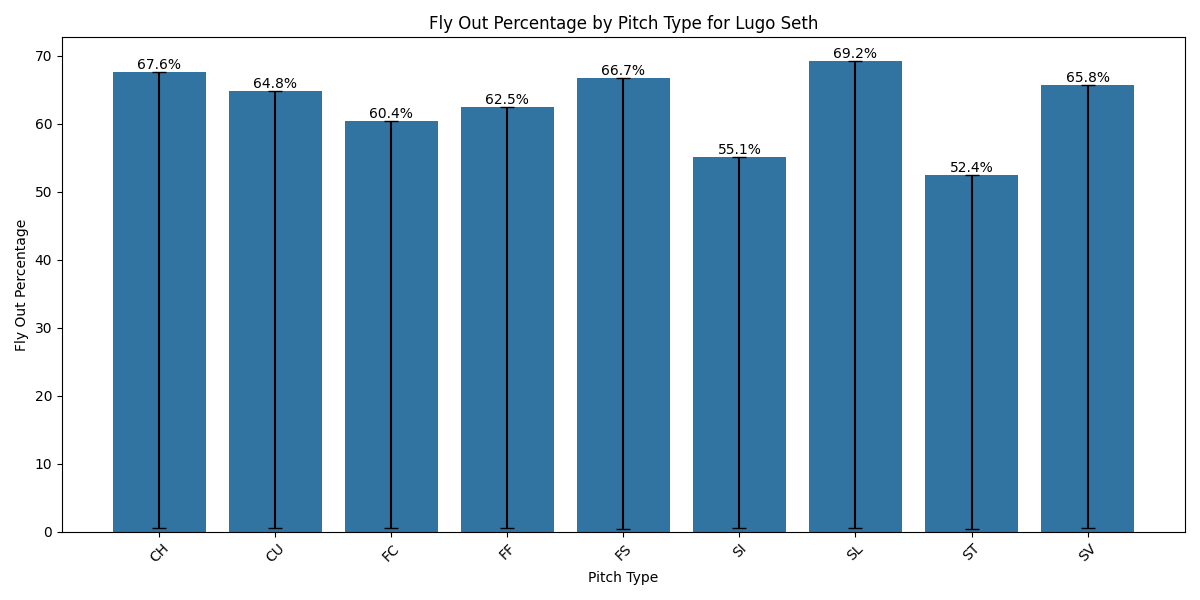 Fly Out Percentage by Pitch Type for Lugo Seth
67.6%
64.8%
60.4%
62.5%
66.7%
55.1%
69.2%
52.4%
65.8%
70
60
50
40
30
20
10
0
Fly Out Percentage
CH
CU
FC
FF
FS
SI
SL
ST
SV
Pitch Type